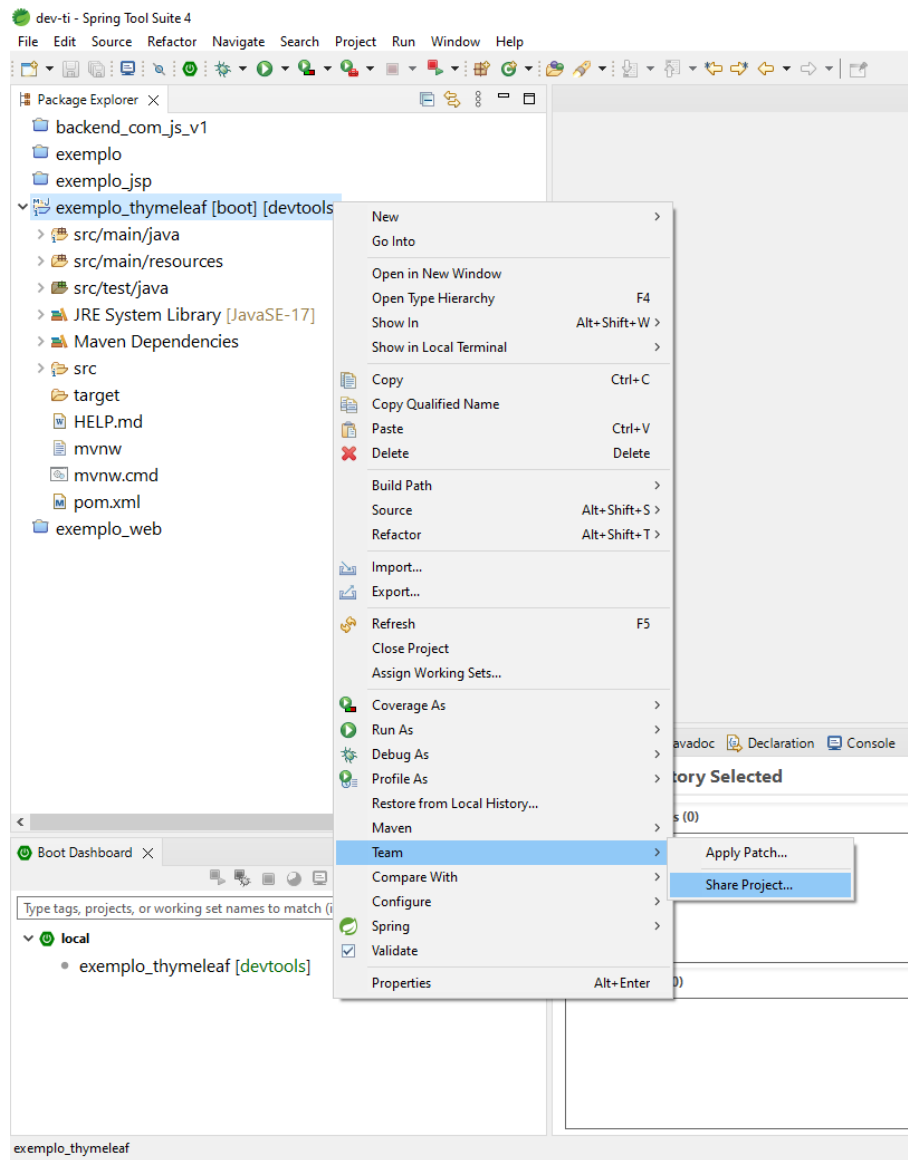 dev-ti - Spring Tool Suite 4
File Edit Source Refactor Navigate Search Project Run Window Help
Package Explorer
backend_com_js_v1
exemplo
exemplo_jsp
exemplo_thymeleaf [boot] [devtools
src/main/java
src/main/resources
src/test/java
JRE System Library [JavaSE-17]
Maven Dependencies
src
target
HELP.md
mvnw
mvnw.cmd
pom.xml
exemplo_web
New
Go Into
Open in New Window
Open Type Hierarchy F4
Show In Alt+Shift+W >
Show in Local Terminal
Copy Ctrl+C
Copy Qualified Name
Paste Ctrl+V
Delete Delete
Build Path
Source Alt+Shift+S >
Refactor Alt+Shift+T >
Import...
Export...
Refresh F5
Close Project
Assign Working Sets...
Coverage As
Run As
Debug As
Profile As
Restore from Local History...
Maven
Team
Compare With
Configure
Spring
Validate
Properties Alt+Enter
Apply Patch...
Share Project...
avadoc Declaration Console
tory Selected
s (0)
0)
Boot Dashboard
Type tags, projects, or working set names to match (i
local
exemplo_thymeleaf [devtools]
exemplo_thymeleaf